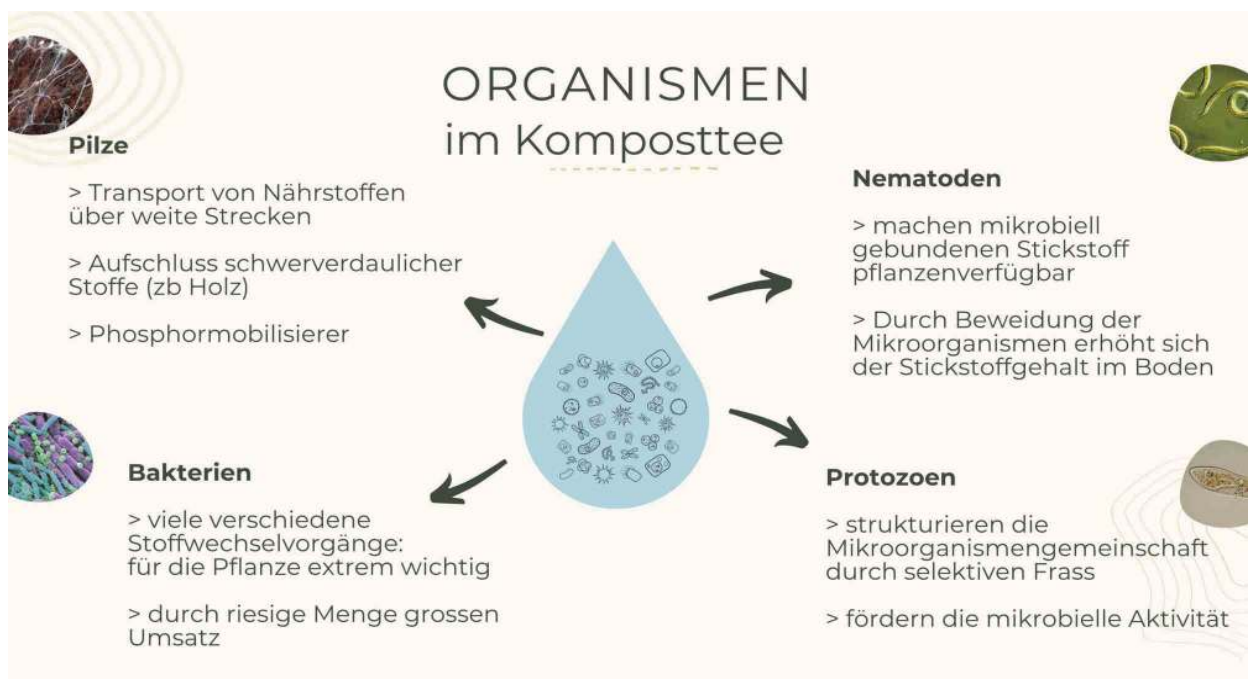 ORGANISMEN
im Komposttee
Pilze
> Transport von Nährstoffen
über weite Strecken
> Aufschluss schwerverdaulicher
Stoffe (zb Holz)
> Phosphormobilisierer
Nematoden
> machen mikrobiell
gebundenen Stickstoff
pflanzenverfügbar
> Durch Beweidung der
Mikroorganismen erhöht sich
der Stickstoffgehalt im Boden
Bakterien
> viele verschiedene
Stoffwechselvorgänge:
für die Pflanze extrem wichtig
> durch riesige Menge grossen
Umsatz
Protozoen
> strukturieren die
Mikroorganismengemeinschaft
durch selektiven Frass
> fördern die mikrobielle Aktivität